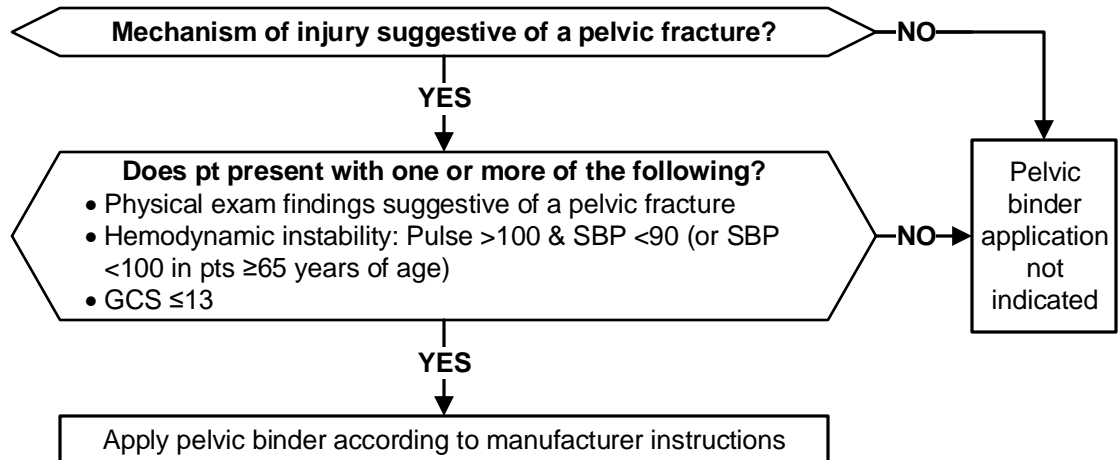 Mechanism of injury suggestive of a pelvic fracture?
NO
YES
Does pt present with one or more of the following?
• Physical exam findings suggestive of a pelvic fracture
• Hemodynamic instability: Pulse >100 & SBP <90 (or SBP
<100 in pts ≥65 years of age)
• GCS ≤13
NO
Pelvic
binder
application
not
indicated
YES
Apply pelvic binder according to manufacturer instructions